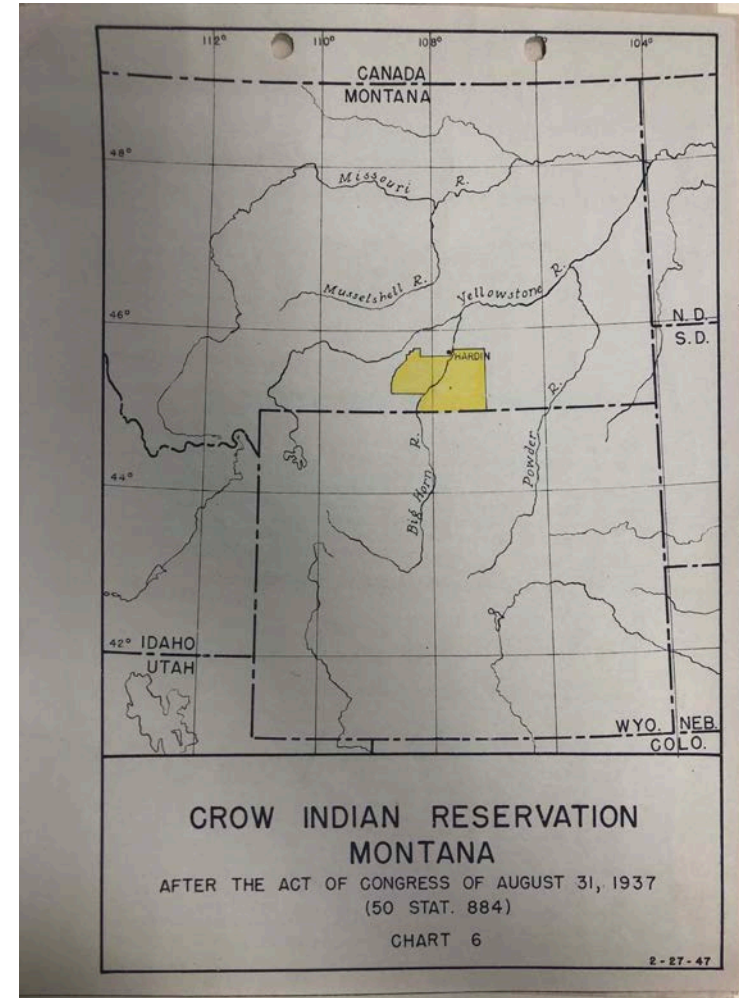 112° 110° 108° 104°
CANADA
MONTANA
48°
Missouri R.
Musselshell R.
Yellowstone R.
46°
N. D.
S. D.
HARDIN
R.
R.
44°
Big Horn
Powder
42° IDAHO
UTAH
WYO. NEB.
COLO.
CROW INDIAN RESERVATION
MONTANA
AFTER THE ACT OF CONGRESS OF AUGUST 31, 1937
(50 STAT. 884)
CHART 6
2-27-47